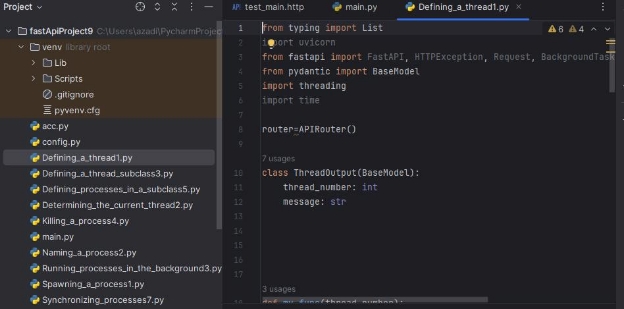 Project
fastApiProject9 C:\Users\azadi\PycharmProjec
venv library root
Lib
Scripts
.gitignore
pyvenv.cfg
acc.py
config.py
Defining_a_thread1.py
Defining_a_thread_subclass3.py
Defining_processes_in_a_subclass5.py
Determining_the_current_thread2.py
Killing_a_process4.py
main.py
Naming_a_process2.py
Running_processes_in_the_background3.py
Spawning_a_process1.py
Synchronizing_processes7.py
test_main.http
main.py
Defining_a_thread1.py
6 4
1 from typing import List
2 import uvicorn
3 from fastapi import FastAPI, HTTPException, Request, BackgroundTask
4 from pydantic import BaseModel
5 import threading
6 import time
7
8 router=APIRouter()
9
7 usages
10 class ThreadOutput(BaseModel):
11 thread_number: int
12 message: str
13
14
15
16
17
3 usages
18 def my_func(thread_number):